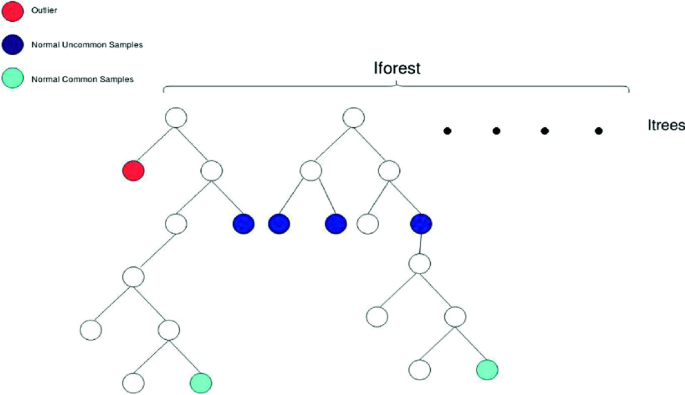 Outlier
Normal Uncommon Samples
Normal Common Samples
Iforest
Itrees